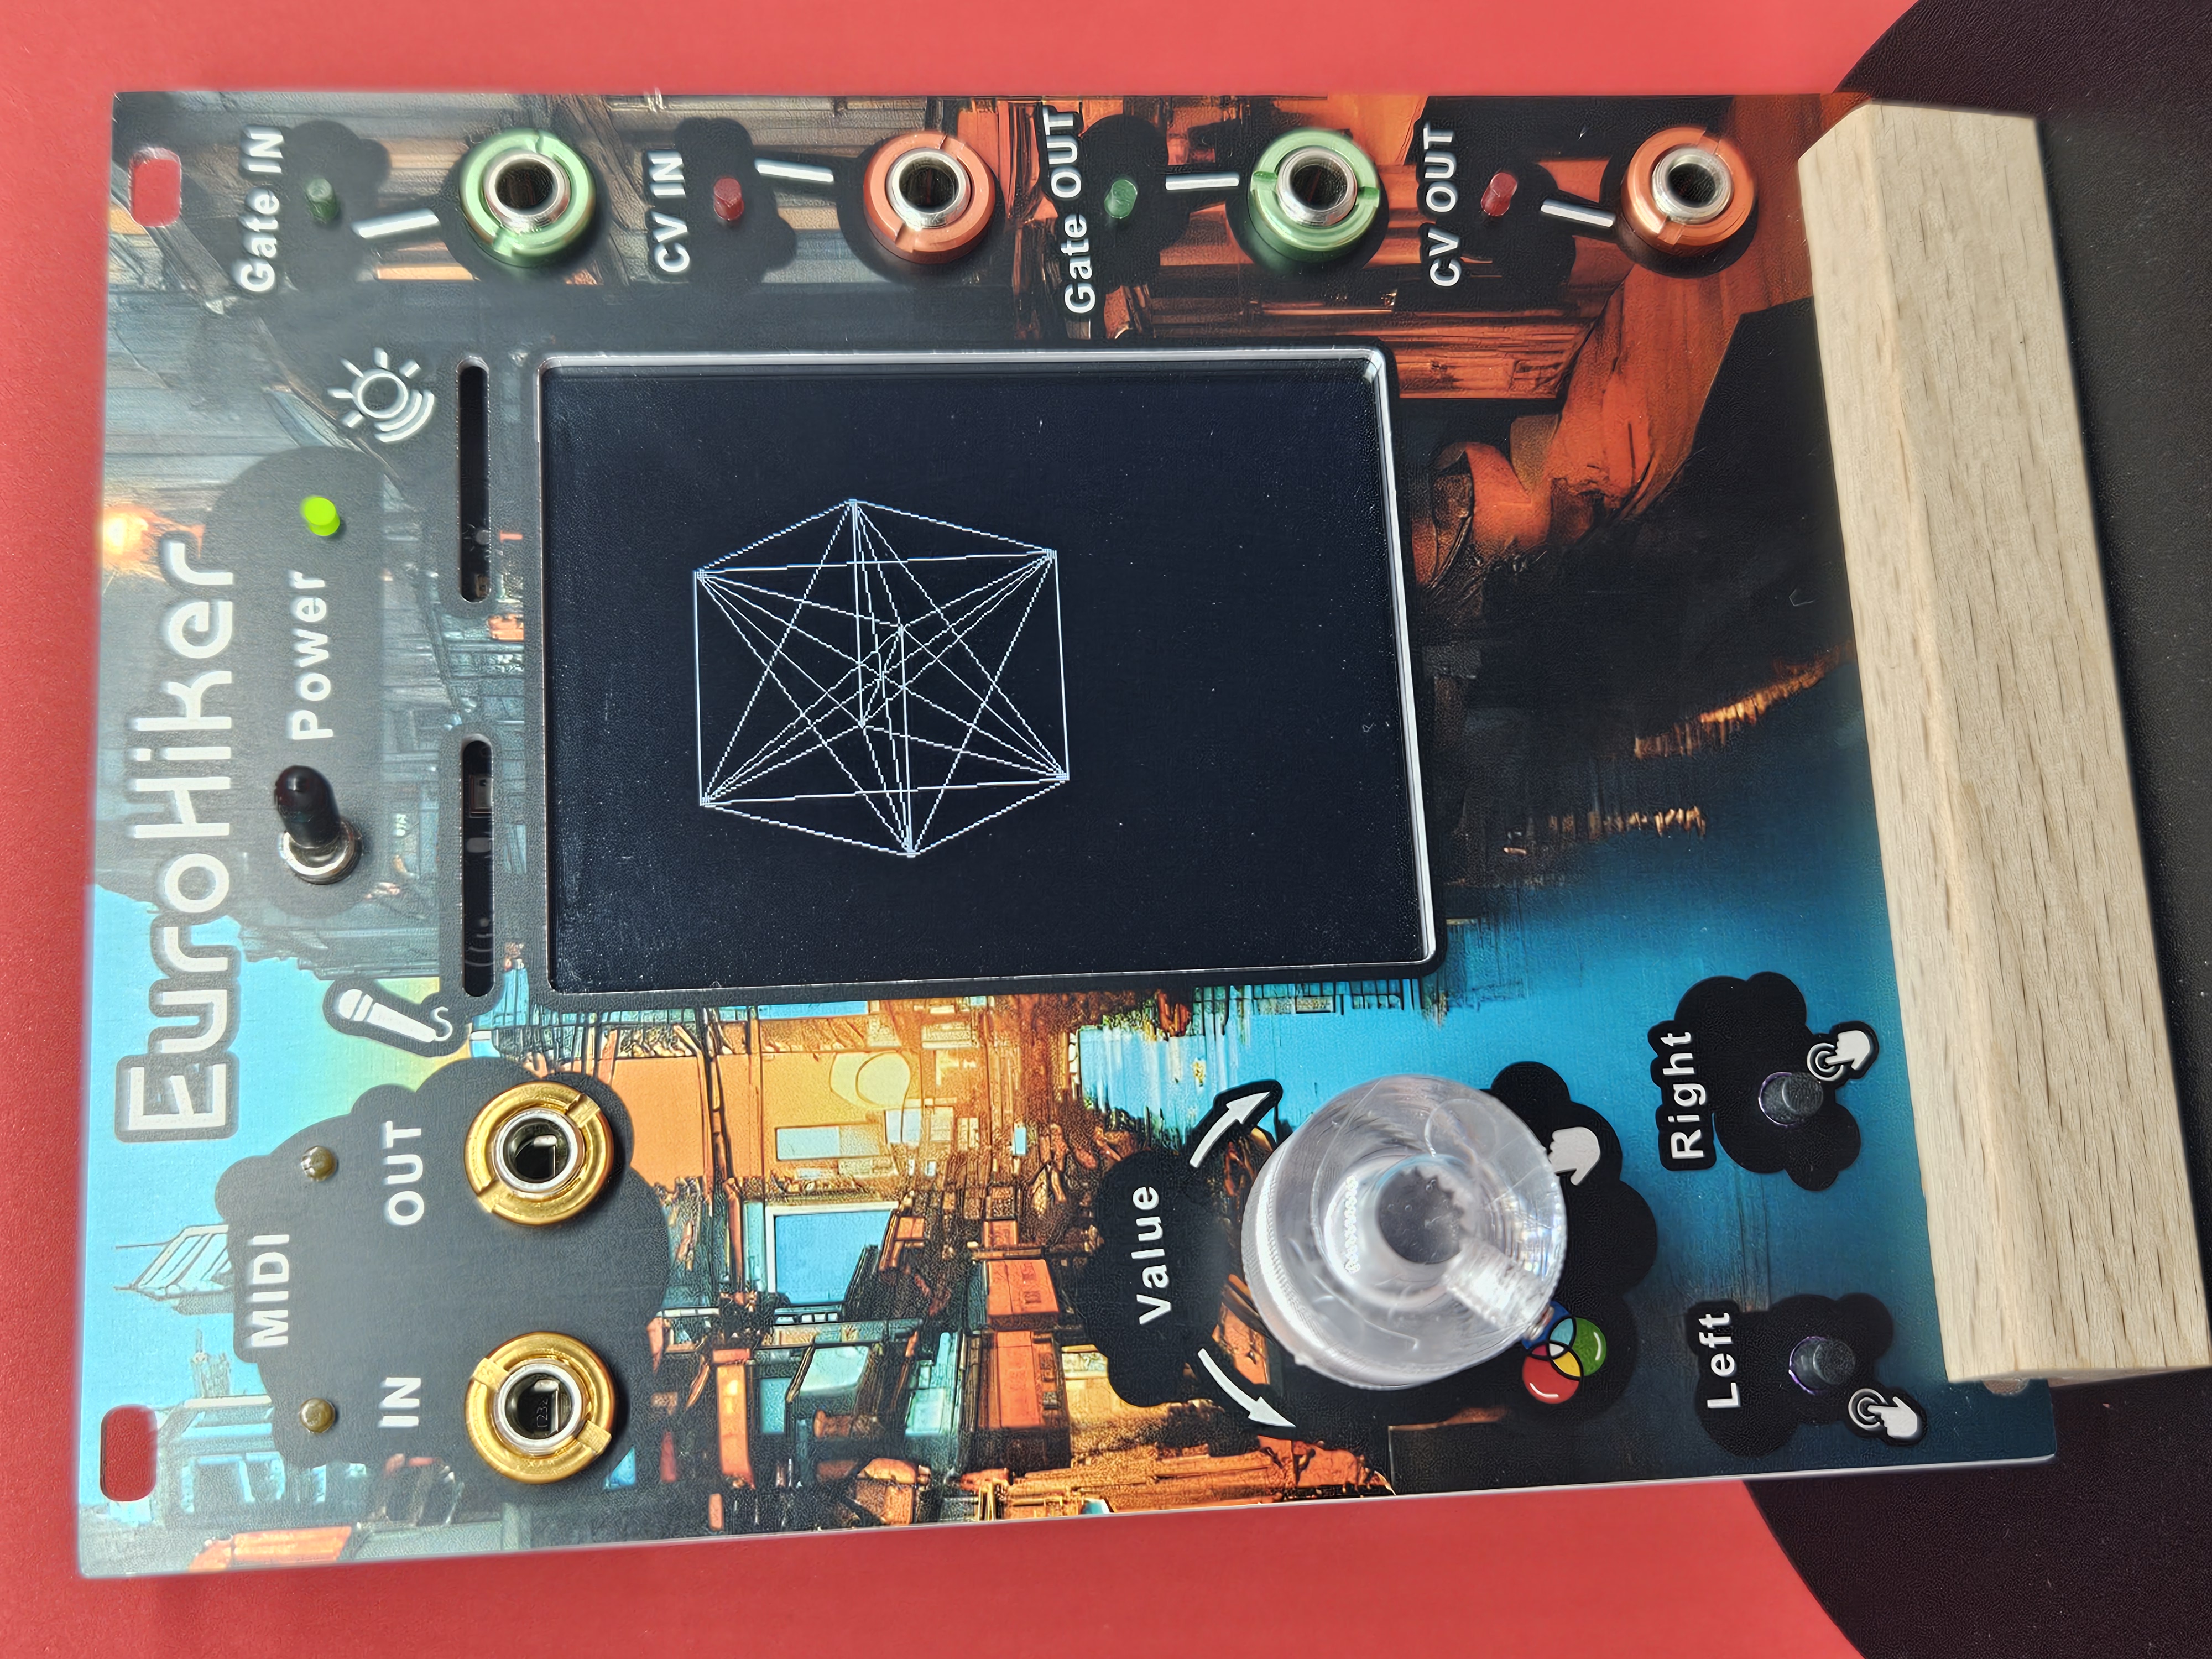 EuroHiker
MIDI
IN
OUT
Power
Gate IN
CV IN
Gate OUT
Value
CV OUT
Right
Left